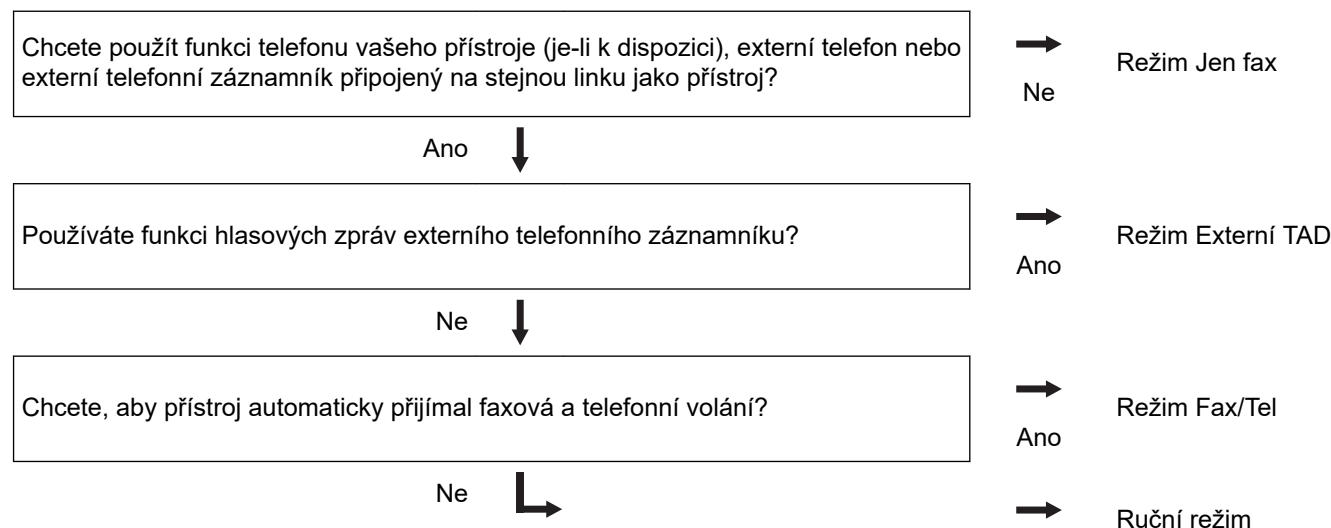 Chcete použít funkci telefonu vašeho přístroje (je-li k dispozici), externí telefon nebo
externí telefonní záznamník připojený na stejnou linku jako přístroj?
Režim Jen fax
Ne
Ano
Používáte funkci hlasových zpráv externího telefonního záznamníku?
Režim Externí TAD
Ano
Ne
Chcete, aby přístroj automaticky přijímal faxová a telefonní volání?
Režim Fax/Tel
Ano
Ne
Ruční režim